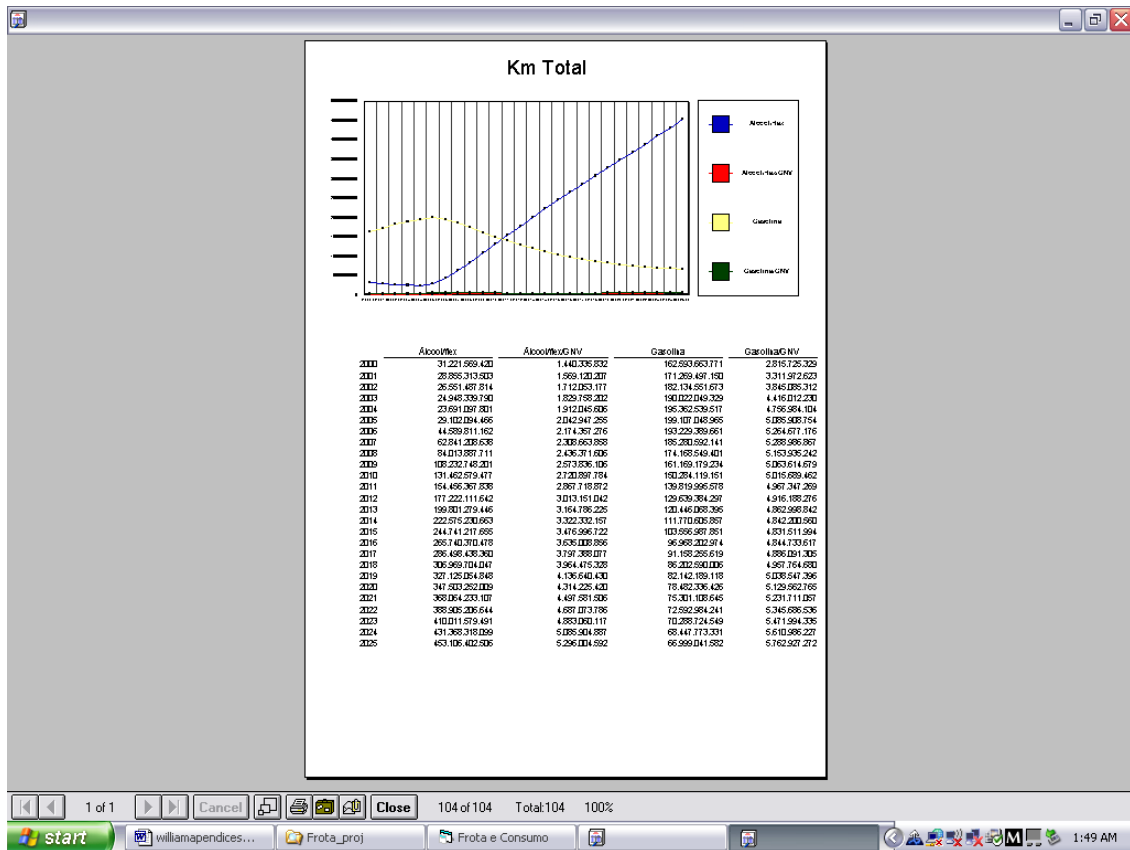 Km Total
Álcool/flex
Álcool/flex/GNV
Gasolina
Gasolina/GNV
Álcool/flex Álcool/flex/GNV Gasolina Gasolina/GNV
2000 31.221.569.420 1.440.335.832 162.593.663.771 2.815.725.329
2001 28.855.313.503 1.569.120.207 171.269.497.150 3.311.972.623
2002 26.551.487.814 1.712.053.177 182.134.551.673 3.845.085.312
2003 24.948.339.790 1.829.758.202 190.022.049.329 4.416.012.230
2004 23.691.097.801 1.912.045.606 195.362.539.517 4.756.984.104
2005 29.102.094.466 2.042.947.255 199.107.048.965 5.085.908.754
2006 44.589.811.162 2.174.357.276 193.229.389.661 5.264.677.176
2007 62.841.208.638 2.308.663.858 185.280.592.141 5.288.986.867
2008 84.013.887.711 2.436.371.606 174.168.549.401 5.153.935.242
2009 108.232.748.201 2.573.836.106 161.169.179.234 5.063.614.679
2010 131.462.579.477 2.720.897.784 150.284.119.151 5.015.689.462
2011 154.456.367.838 2.867.718.872 139.819.995.578 4.967.347.269
2012 177.222.111.642 3.013.151.042 129.639.384.297 4.916.188.276
2013 199.801.279.446 3.164.786.225 120.446.068.395 4.862.998.842
2014 222.575.230.663 3.322.332.157 111.770.605.857 4.842.200.560
2015 244.741.217.655 3.476.996.722 103.556.987.851 4.831.511.994
2016 265.740.370.478 3.635.008.856 96.968.202.974 4.844.733.617
2017 286.498.438.360 3.797.388.077 91.158.255.619 4.886.091.305
2018 306.969.704.047 3.964.475.328 86.202.590.006 4.957.764.680
2019 327.125.054.848 4.136.640.430 82.142.189.118 5.038.547.396
2020 347.503.252.009 4.314.225.420 78.482.336.426 5.129.562.765
2021 368.064.233.107 4.497.581.506 75.301.108.645 5.231.711.057
2022 388.905.206.644 4.687.073.786 72.592.984.241 5.345.686.536
2023 410.011.579.491 4.883.060.117 70.288.724.549 5.471.994.335
2024 431.368.318.099 5.085.904.887 68.447.773.331 5.610.986.227
2025 453.106.402.506 5.296.004.592 66.999.041.582 5.762.927.272
1 of 1 Cancel Close 104 of 104 Total:104 100%
start williamapendices... Frota_proj Frota e Consumo M 1:49 AM